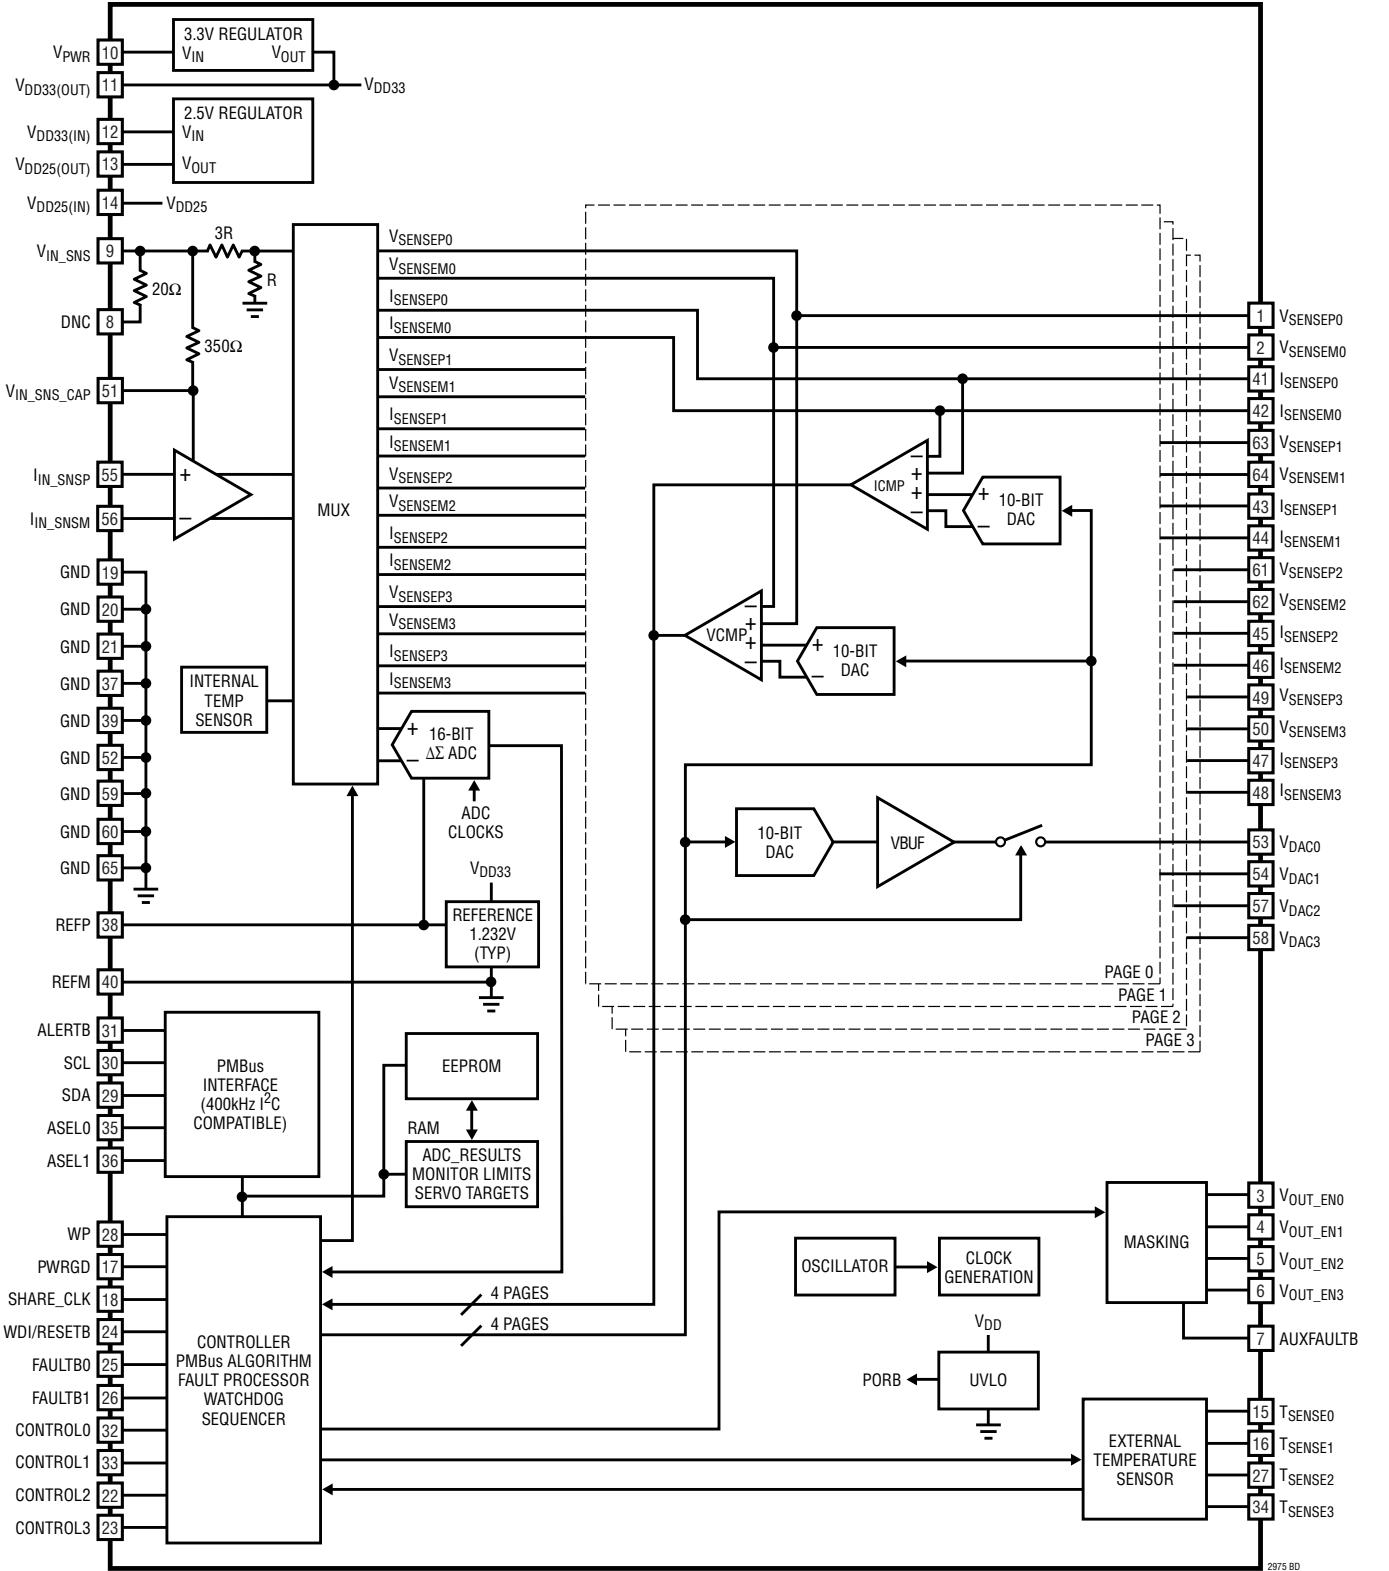 3.3V REGULATOR
VIN VOUT
VPWR 10
VDD33(OUT) 11
VDD33
2.5V REGULATOR
VIN
VOUT
VDD33(IN) 12
VDD25(OUT) 13
VDD25(IN) 14
VDD25
VIN_SNS 9
3R
R
20Ω
DNC 8
350Ω
VIN_SNS_CAP 51
IIN_SNSP 55
+
IIN_SNSM 56
−
GND 19
GND 20
GND 21
GND 37
GND 39
GND 52
GND 59
GND 60
GND 65
INTERNAL
TEMP
SENSOR
MUX
VSENSEP0
VSENSEM0
ISENSEP0
ISENSEM0
VSENSEP1
VSENSEM1
ISENSEP1
ISENSEM1
VSENSEP2
VSENSEM2
ISENSEP2
ISENSEM2
VSENSEP3
VSENSEM3
ISENSEP3
ISENSEM3
+
−
16-BIT
ΔΣ ADC
ADC
CLOCKS
VDD33
REFERENCE
1.232V
(TYP)
REFP 38
REFM 40
ICMP
−
+
+
−
+
−
10-BIT
DAC
VCMP
−
+
+
−
+
−
10-BIT
DAC
10-BIT
DAC
VBUF
PAGE 0
PAGE 1
PAGE 2
PAGE 3
1 VSENSEP0
2 VSENSEM0
41 ISENSEP0
42 ISENSEM0
63 VSENSEP1
64 VSENSEM1
43 ISENSEP1
44 ISENSEM1
61 VSENSEP2
62 VSENSEM2
45 ISENSEP2
46 ISENSEM2
49 VSENSEP3
50 VSENSEM3
47 ISENSEP3
48 ISENSEM3
53 VDAC0
54 VDAC1
57 VDAC2
58 VDAC3
ALERTB 31
SCL 30
SDA 29
ASEL0 35
ASEL1 36
PMBus
INTERFACE
(400kHz I2C
COMPATIBLE)
EEPROM
RAM
ADC_RESULTS
MONITOR LIMITS
SERVO TARGETS
WP 28
PWRGD 17
SHARE_CLK 18
WDI/RESETB 24
FAULTB0 25
FAULTB1 26
CONTROL0 32
CONTROL1 33
CONTROL2 22
CONTROL3 23
CONTROLLER
PMBus ALGORITHM
FAULT PROCESSOR
WATCHDOG
SEQUENCER
4 PAGES
4 PAGES
OSCILLATOR
CLOCK
GENERATION
VDD
PORB
UVLO
MASKING
3 VOUT_EN0
4 VOUT_EN1
5 VOUT_EN2
6 VOUT_EN3
7 AUXFAULTB
EXTERNAL
TEMPERATURE
SENSOR
15 TSENSE0
16 TSENSE1
27 TSENSE2
34 TSENSE3
2975 BD